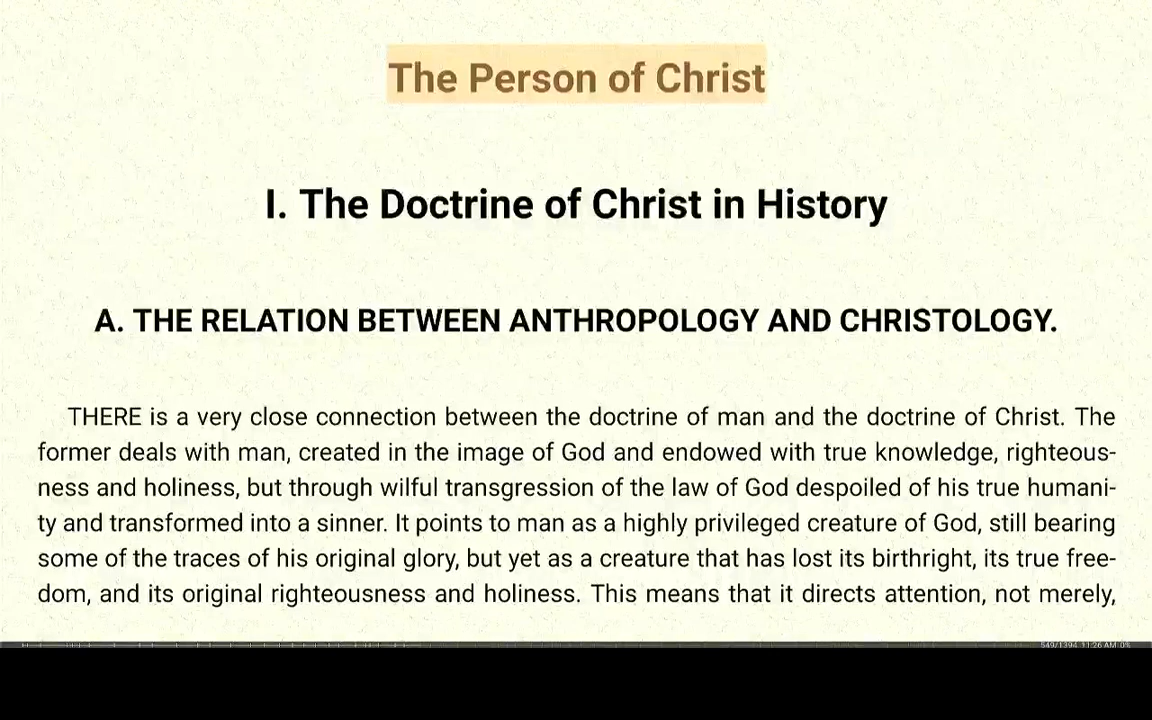 The Person of Christ
I. The Doctrine of Christ in History
A. THE RELATION BETWEEN ANTHROPOLOGY AND CHRISTOLOGY.
THERE is a very close connection between the doctrine of man and the doctrine of Christ. The
former deals with man, created in the image of God and endowed with true knowledge, righteous-
ness and holiness, but through wilful transgression of the law of God despoiled of his true humani-
ty and transformed into a sinner. It points to man as a highly privileged creature of God, still bearing
some of the traces of his original glory, but yet as a creature that has lost its birthright, its true free-
dom, and its original righteousness and holiness. This means that it directs attention, not merely,
549/1394 11:26 AM 0%